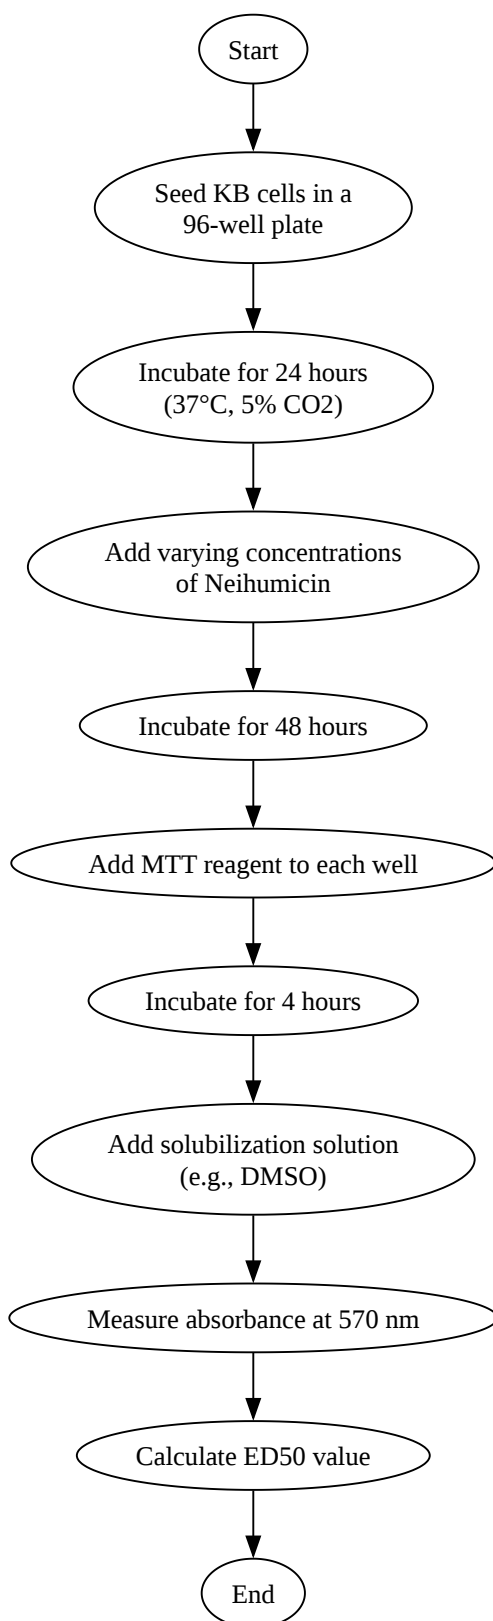 Start
Seed KB cells in a
96-well plate
Incubate for 24 hours
(37°C, 5% CO2)
Add varying concentrations
of Neihumicin
Incubate for 48 hours
Add MTT reagent to each well
Incubate for 4 hours
Add solubilization solution
(e.g., DMSO)
Measure absorbance at 570 nm
Calculate ED50 value
End